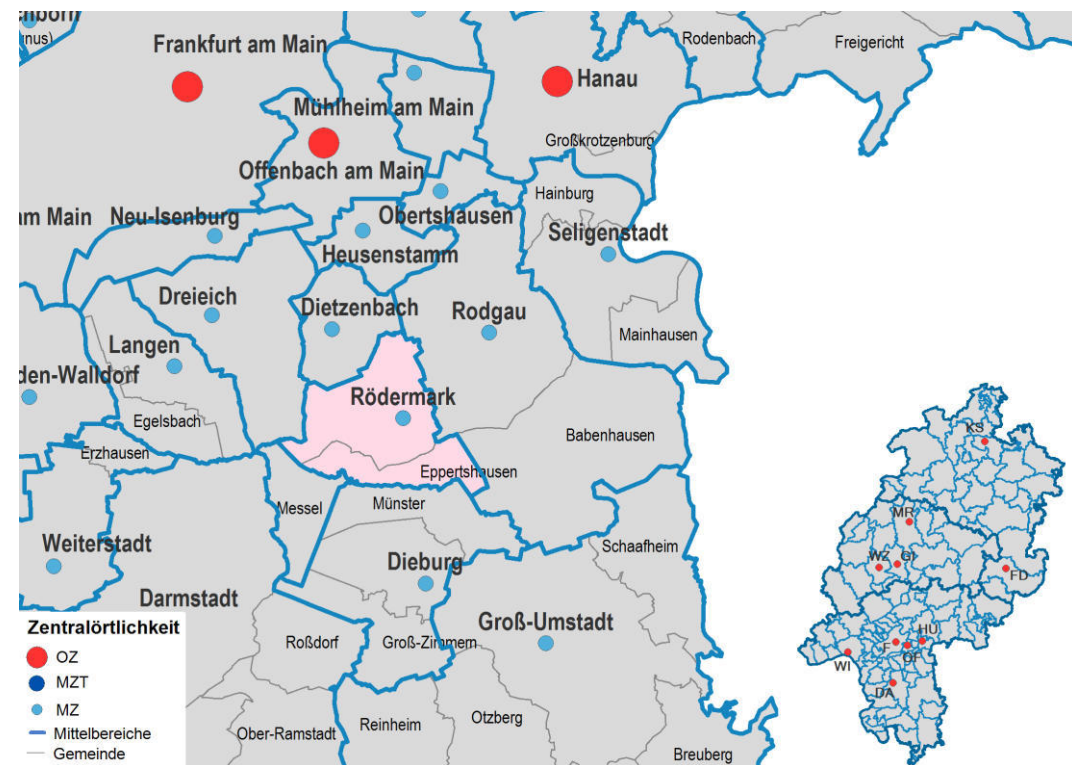 chborn
(unus)
Frankfurt am Main
Hanau
Rodenbach
Freigericht
Mühlheim am Main
Großkrotzenburg
Offenbach am Main
Hainburg
am Main
Neu-Isenburg
Obertshausen
Seligenstadt
Heusenstamm
Dreieich
Dietzenbach
Rodgau
Mainhausen
Langen
den-Walldorf
Rödermark
Egelsbach
Babenhausen
Erzhausen
Eppertshausen
Messel
Münster
Weiterstadt
Schaafheim
Dieburg
Darmstadt
Groß-Umstadt
Roßdorf
Groß-Zimmern
Ober-Ramstadt
Reinheim
Otzberg
Breuberg
Zentralörtlichkeit
OZ
MZT
MZ
Mittelbereiche
Gemeinde
KS
MR
WZ
GI
FD
HU
F
OF
WI
DA